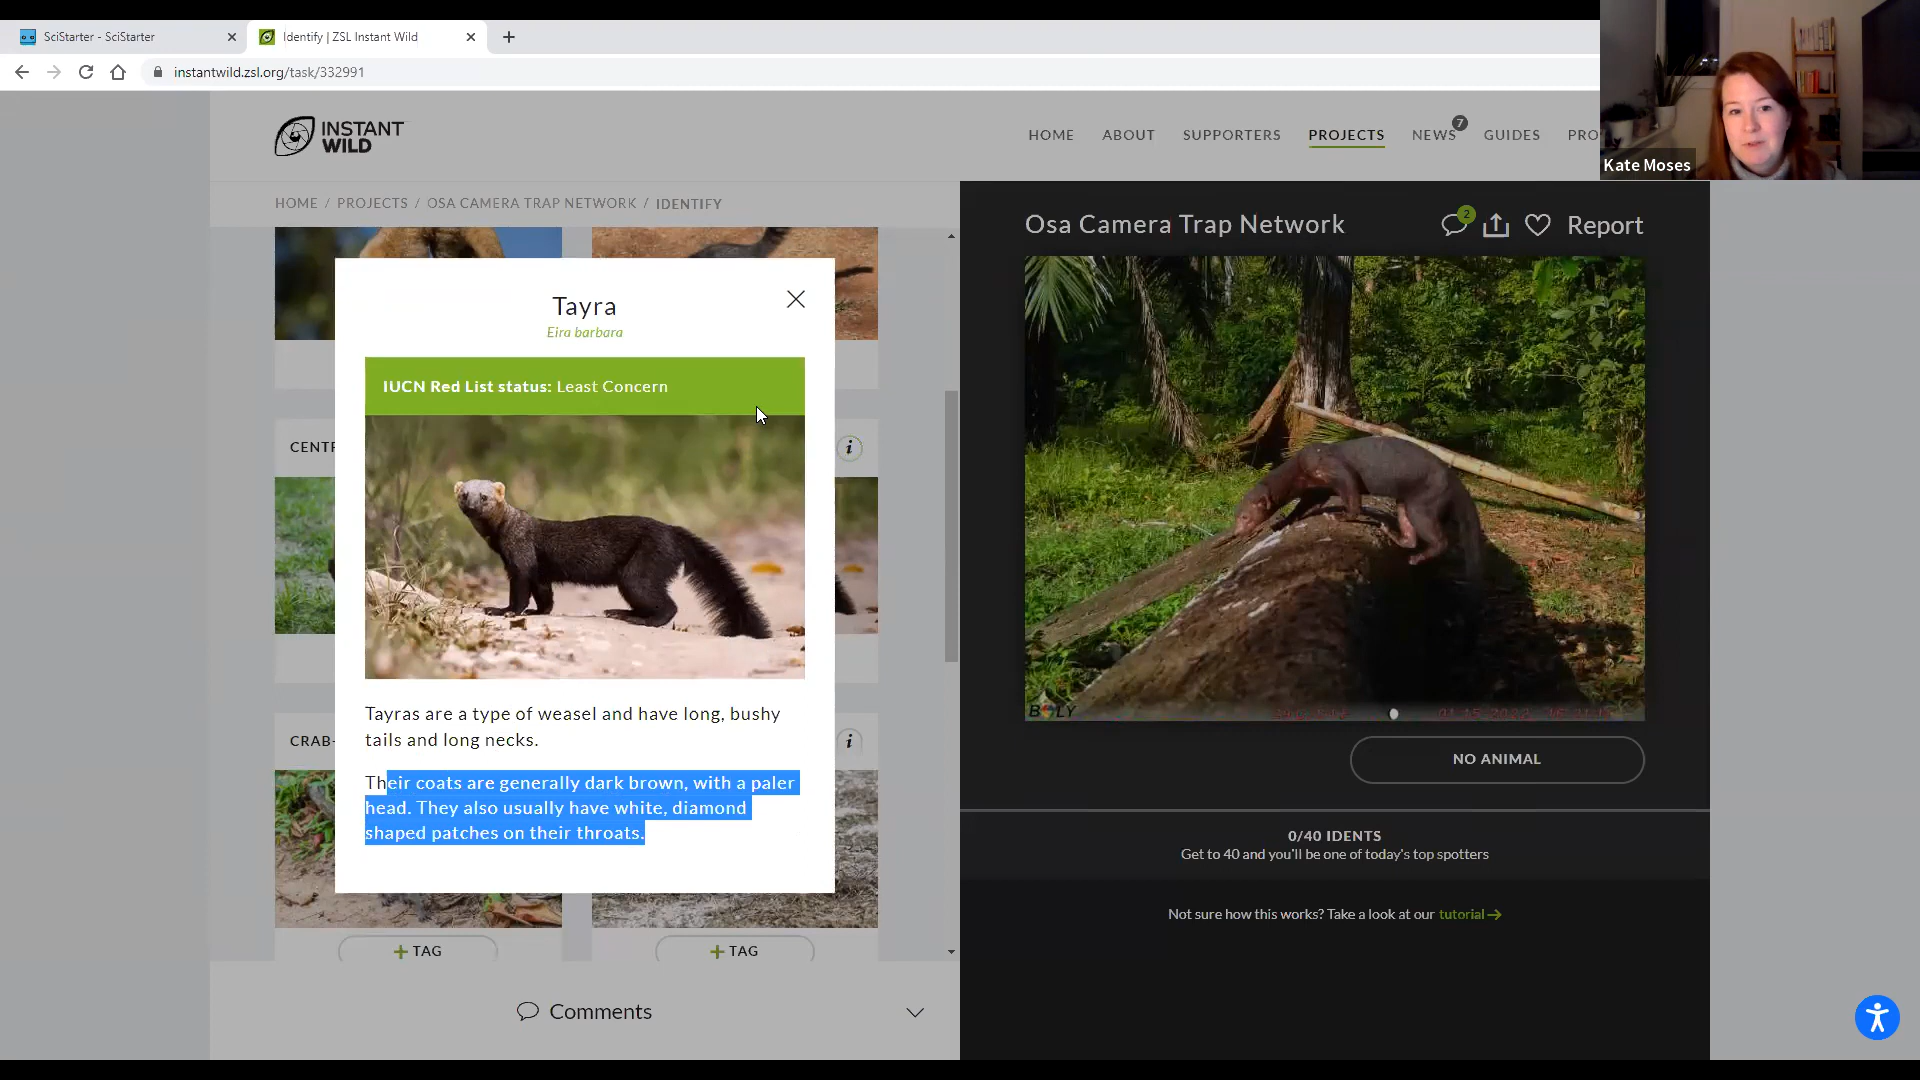 SciStarter - SciStarter
Identify | ZSL Instant Wild
instantwild.zsl.org/task/332991
Kate Moses
INSTANT
WILD
HOME ABOUT SUPPORTERS PROJECTS NEWS 7 GUIDES PRO
HOME / PROJECTS / OSA CAMERA TRAP NETWORK / IDENTIFY
Osa Camera Trap Network
2
Report
Tayra
Eira barbara
IUCN Red List status: Least Concern
CENT
i
Tayras are a type of weasel and have long, bushy
tails and long necks.
CRAB-
i
Their coats are generally dark brown, with a paler
head. They also usually have white, diamond
shaped patches on their throats.
+ TAG
+ TAG
Comments
BOLY
NO ANIMAL
0/40 IDENTS
Get to 40 and you'll be one of today's top spotters
Not sure how this works? Take a look at our tutorial →